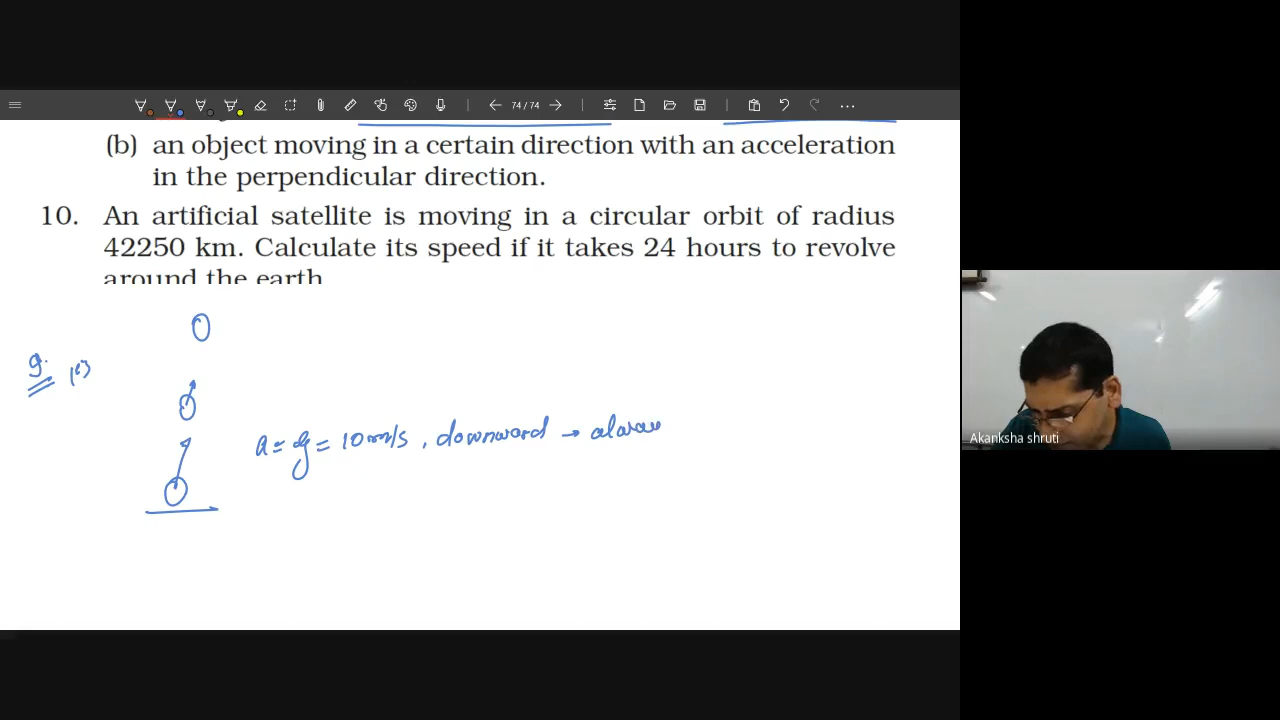 74 / 74
(b) an object moving in a certain direction with an acceleration
in the perpendicular direction.
10. An artificial satellite is moving in a circular orbit of radius
42250 km. Calculate its speed if it takes 24 hours to revolve
around the earth
9.
a = g = 10 m/s , downward → alway
Akanksha shruti